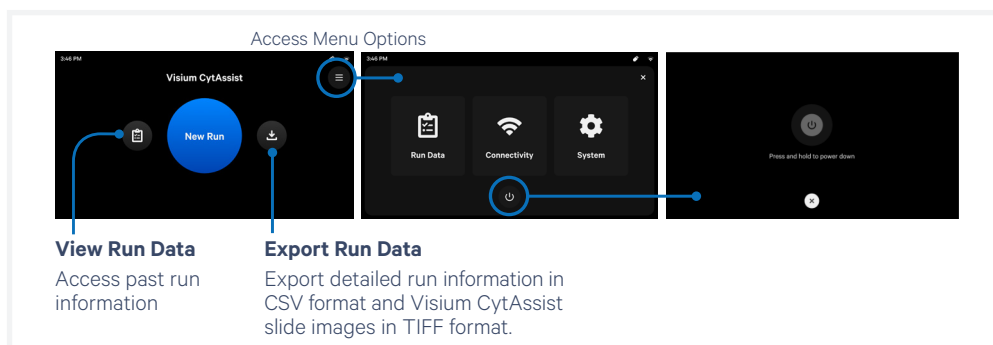 Access Menu Options
3:46 PM
Visium CytAssist
New Run
3:46 PM
Run Data
Connectivity
System
Press and hold to power down
View Run Data
Access past run
information
Export Run Data
Export detailed run information in
CSV format and Visium CytAssist
slide images in TIFF format.